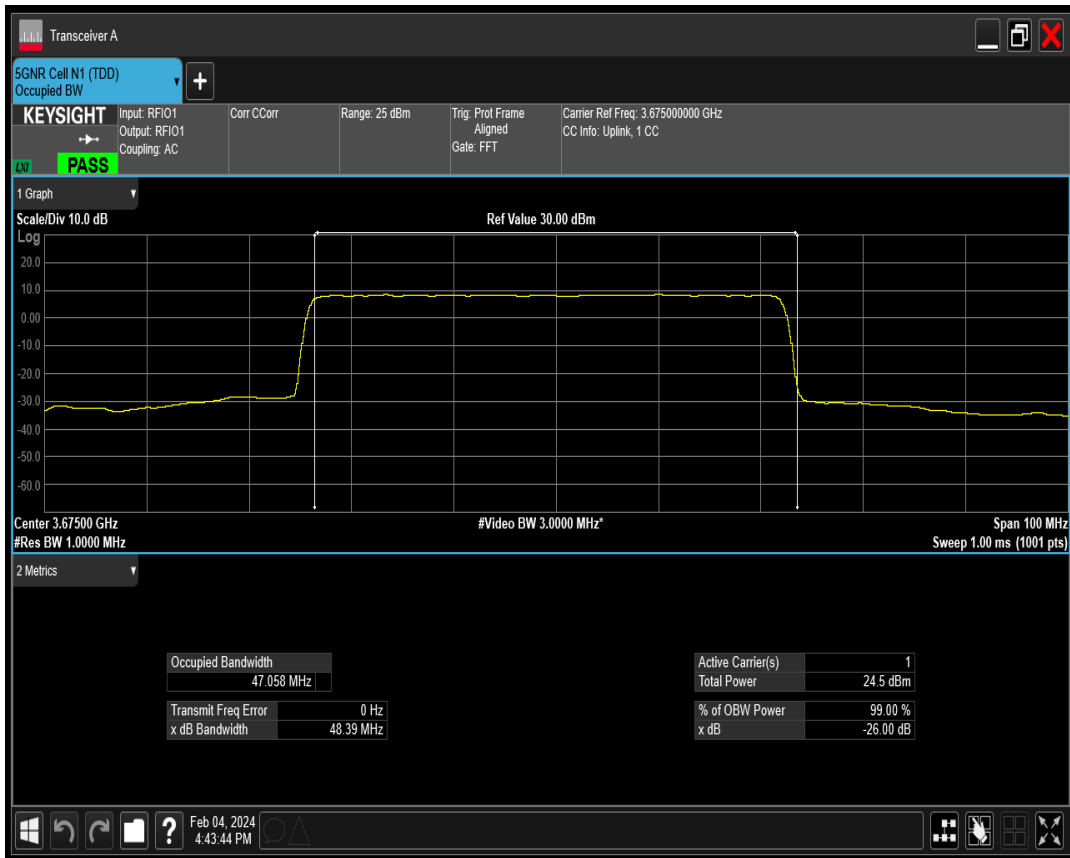 Transceiver A
5GNR Cell N1 (TDD)
Occupied BW
+
KEYSIGHT
LXI
PASS
Input: RFIO1
Output: RFIO1
Coupling: AC
Corr CCorr
Range: 25 dBm
Trig: Prot Frame
Aligned
Gate: FFT
Carrier Ref Freq: 3.675000000 GHz
CC Info: Uplink, 1 CC
1 Graph
Scale/Div 10.0 dB
Ref Value 30.00 dBm
Log
20.0
10.0
0.00
-10.0
-20.0
-30.0
-40.0
-50.0
-60.0
Center 3.67500 GHz
#Video BW 3.0000 MHz*
Span 100 MHz
#Res BW 1.0000 MHz
Sweep 1.00 ms (1001 pts)
2 Metrics
Occupied Bandwidth
47.058 MHz
Transmit Freq Error 0 Hz
x dB Bandwidth 48.39 MHz
Active Carrier(s) 1
Total Power 24.5 dBm
% of OBW Power 99.00 %
x dB -26.00 dB
?
Feb 04, 2024
4:43:44 PM